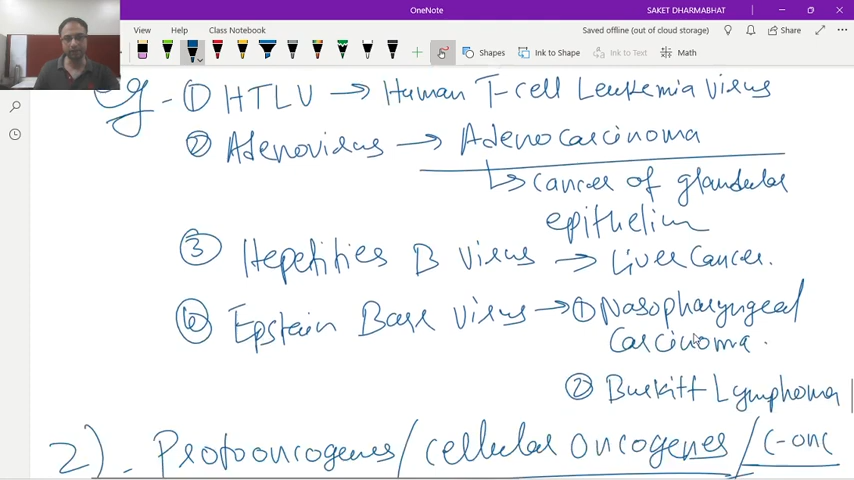 OneNote
SAKET DHARMABHAT
View Help Class Notebook
Saved offline (out of cloud storage)
Share
Shapes Ink to Shape Ink to Text Math
Eg - ① HTLV → Human T-cell Leukemia virus
② Adenovirus → Adenocarcinoma
↳ cancer of glandular
epithelium
③ Hepetities B virus → Liver Cancer.
④ Epstein Barr virus → ① Nasopharyngeal
Carcinoma.
② Burkitt Lymphoma
2). Protooncogenes/cellular oncogenes/C-onc